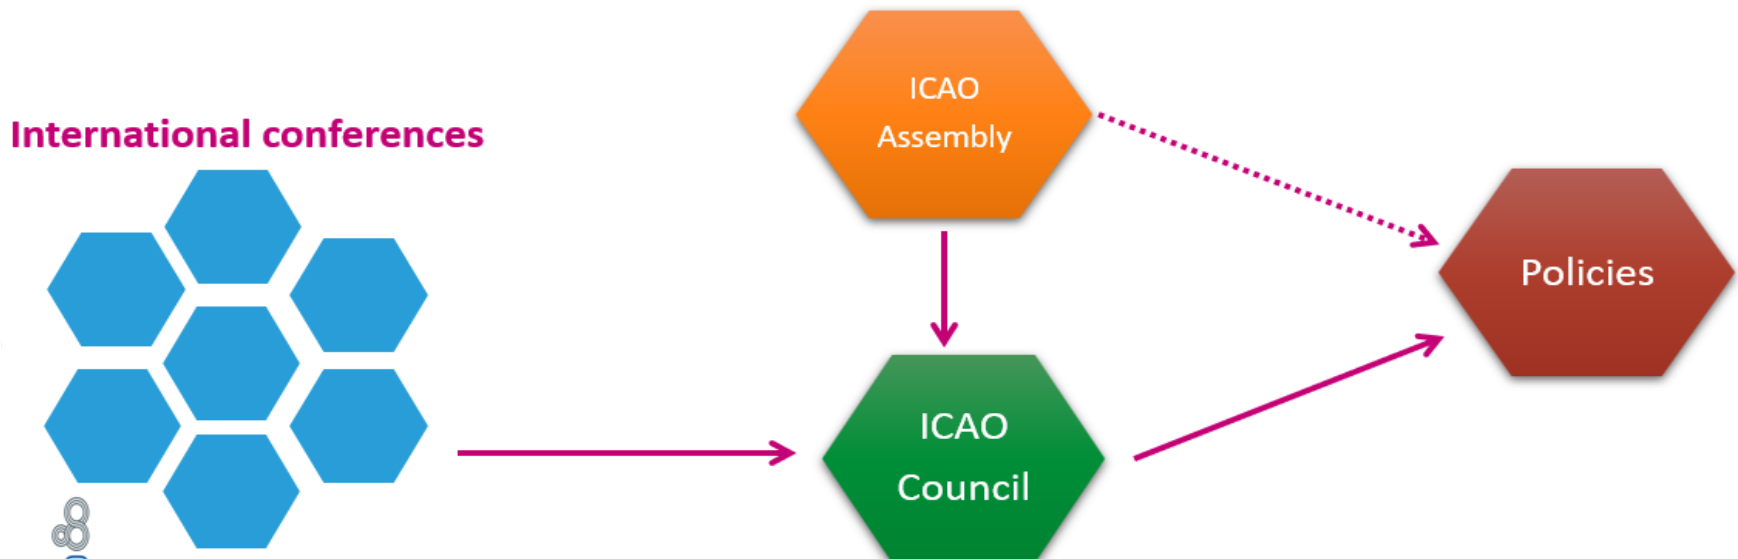 International conferences
ICAO
Assembly
Policies
ICAO
Council